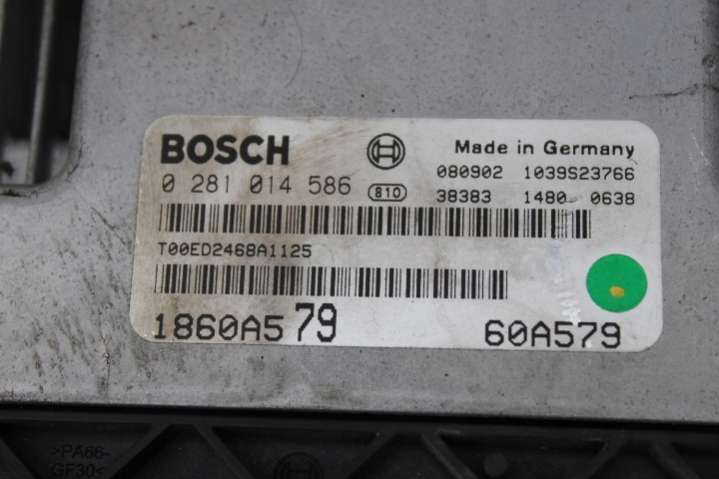 BOSCH Made in Germany
0 281 014 586 810 080902 1039S23766
38383 1480 0638
T00ED2468A1125
1860A579 60A579
>PA66-
GF30<